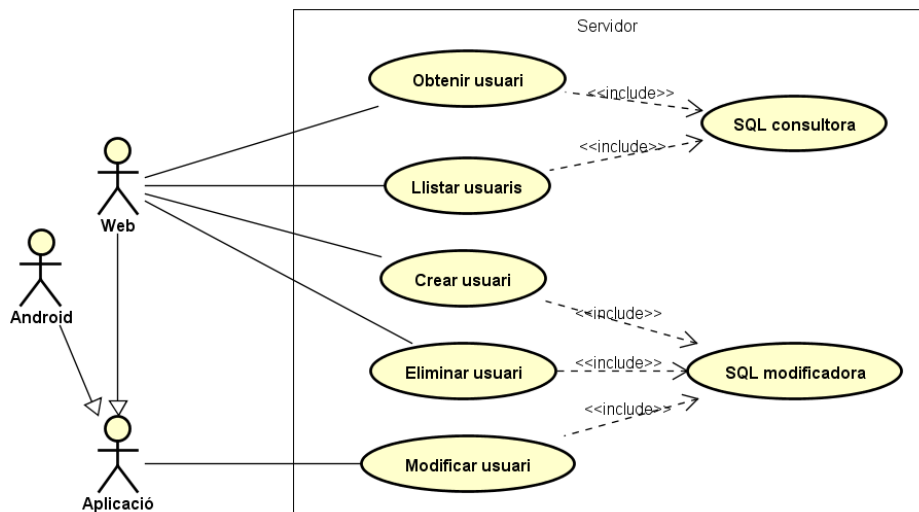 Servidor
Obtenir usuari
<<include>>
SQL consultora
<<include>>
Llistar usuaris
Web
Crear usuari
Android
<<include>>
Eliminar usuari
<<include>>
SQL modificadora
<<include>>
Modificar usuari
Aplicació